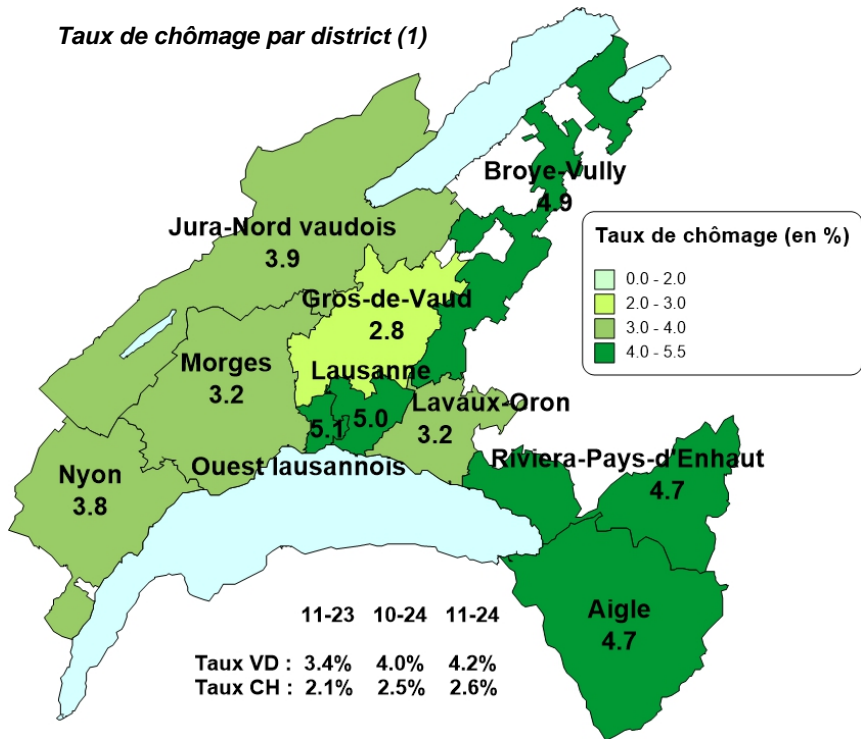 Taux de chômage par district (1)
Broye-Vully
4.9
Jura-Nord vaudois
3.9
Taux de chômage (en %)
0.0 - 2.0
2.0 - 3.0
3.0 - 4.0
4.0 - 5.5
Gros-de-Vaud
2.8
Morges
3.2
Lausanne
5.0
5.1
Lavaux-Oron
3.2
Ouest lausannois
Riviera-Pays-d'Enhaut
4.7
Nyon
3.8
Aigle
4.7
11-23 10-24 11-24
Taux VD : 3.4% 4.0% 4.2%
Taux CH : 2.1% 2.5% 2.6%